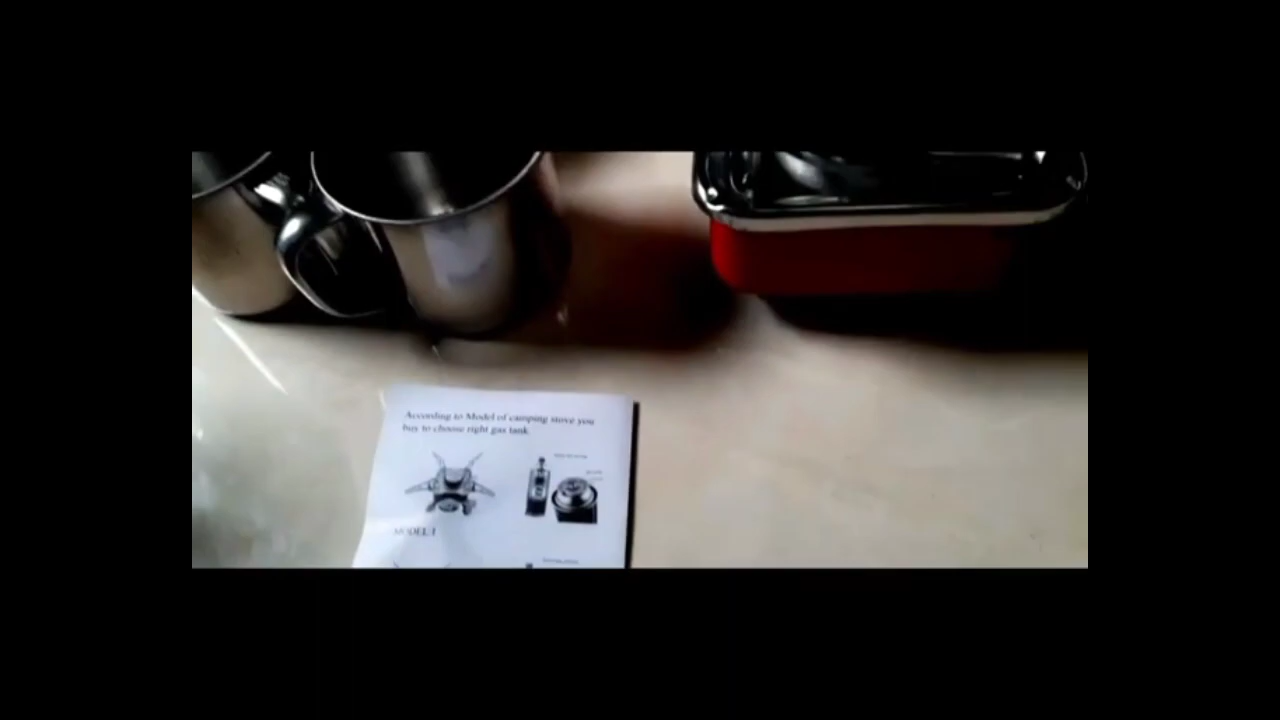 According to Model of camping stove you
buy to choose right gas tank
MODEL 1